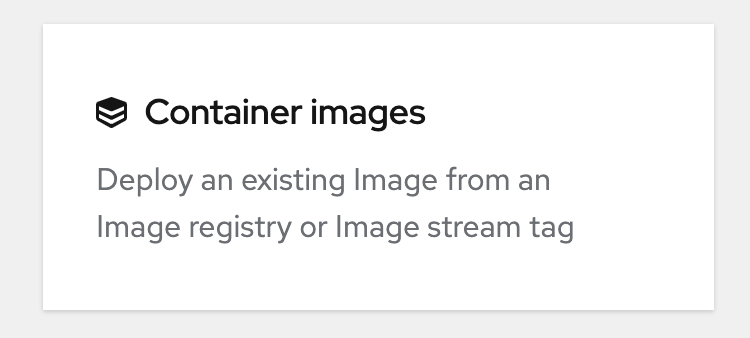 Container images
Deploy an existing Image from an
Image registry or Image stream tag